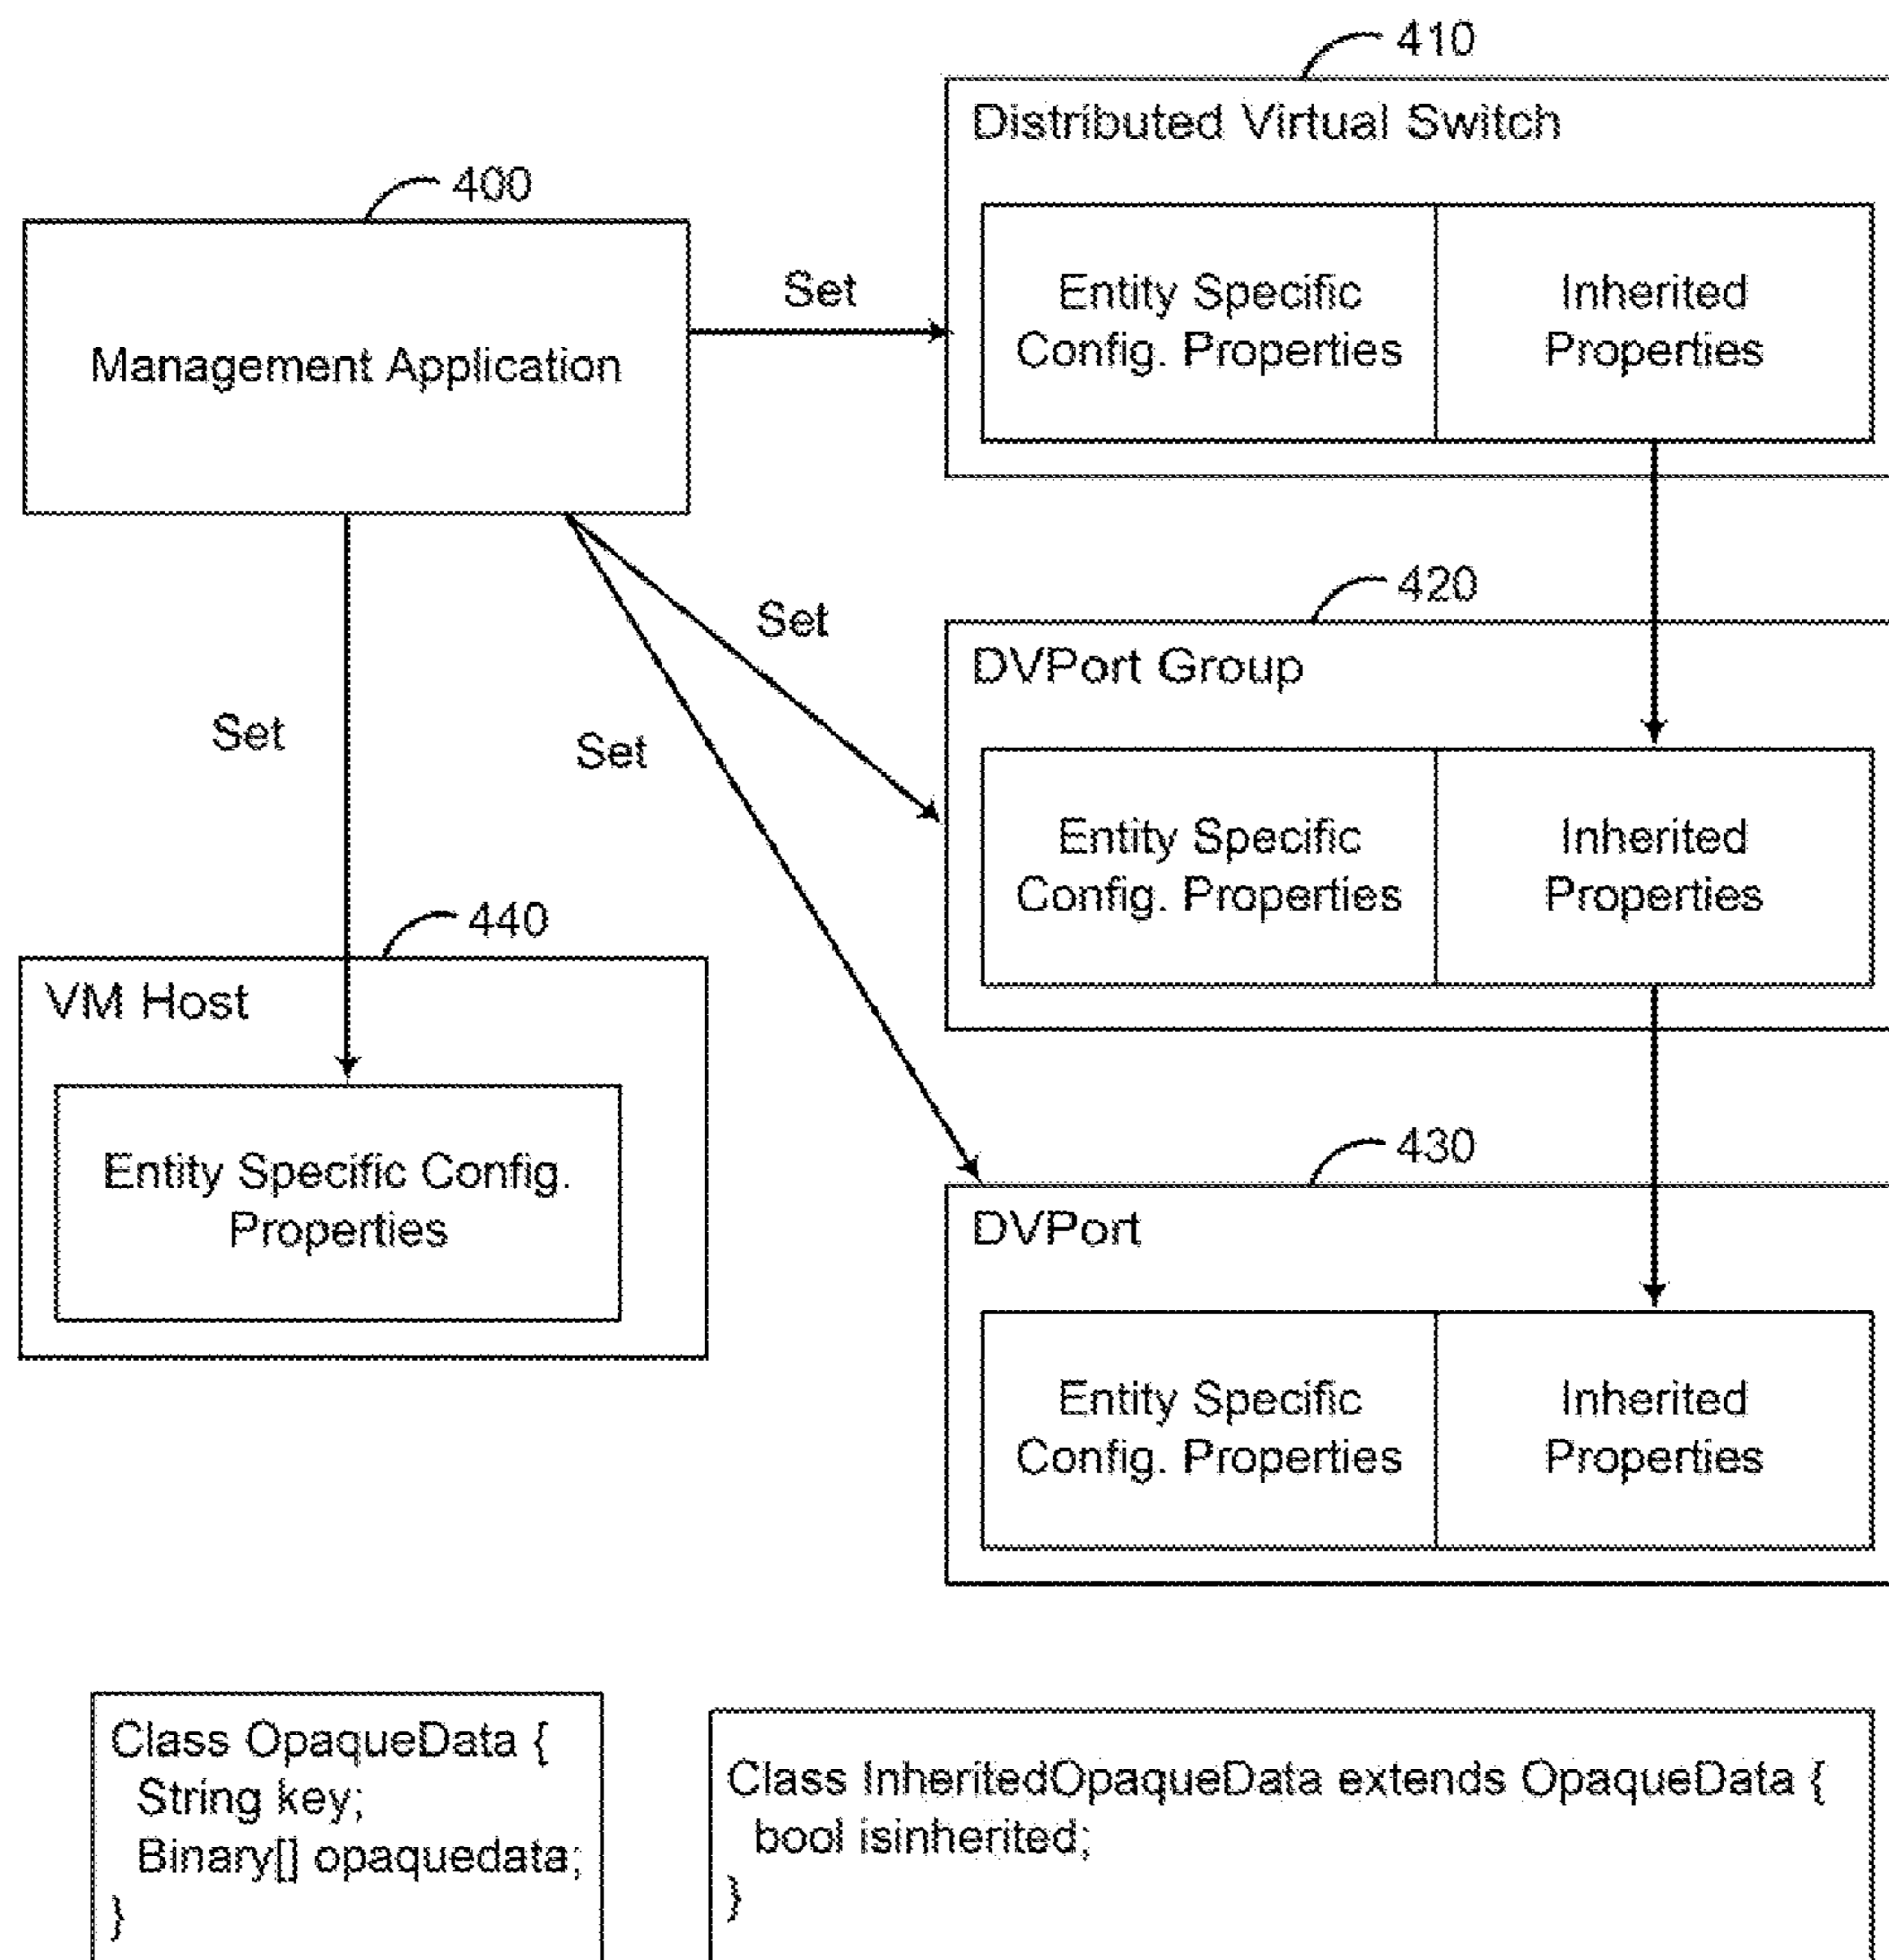 410
Distributed Virtual Switch
400
Management Application
Set
Entity Specific
Config. Properties
Inherited
Properties
420
DVPort Group
Set
Set
Set
Entity Specific
Config. Properties
Inherited
Properties
440
VM Host
Entity Specific Config.
Properties
430
DVPort
Entity Specific
Config. Properties
Inherited
Properties
Class OpaqueData {
String key;
Binary[] opaquedata;
}
Class InheritedOpaqueData extends OpaqueData {
bool isinherited;
}